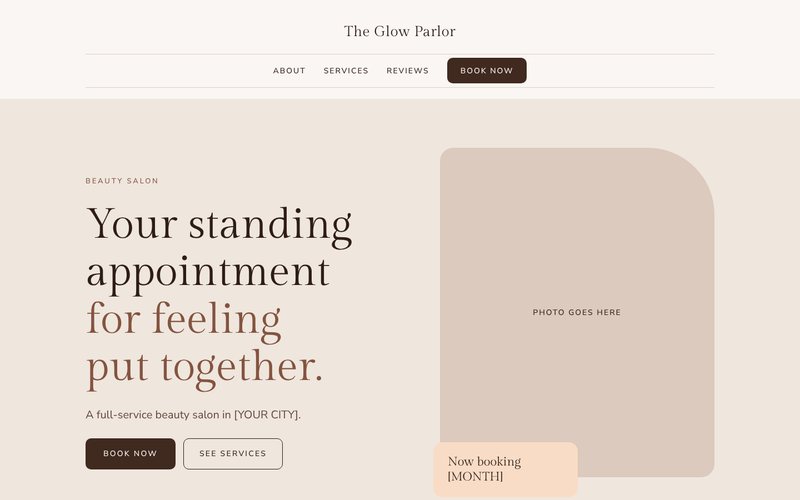 The Glow Parlor
ABOUT
SERVICES
REVIEWS
BOOK NOW
BEAUTY SALON
Your standing
appointment
for feeling
put together.
A full-service beauty salon in [YOUR CITY].
BOOK NOW
SEE SERVICES
PHOTO GOES HERE
Now booking
[MONTH]